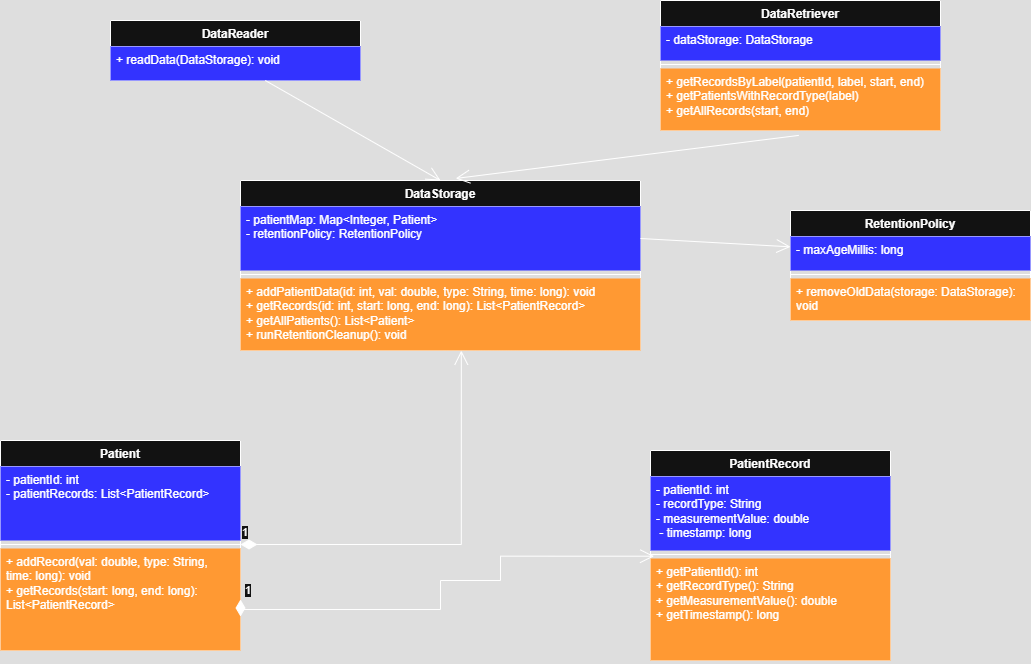 DataReader
+ readData(DataStorage): void
DataRetriever
- dataStorage: DataStorage
+ getRecordsByLabel(patientId, label, start, end)
+ getPatientsWithRecordType(label)
+ getAllRecords(start, end)
DataStorage
- patientMap: Map<Integer, Patient>
- retentionPolicy: RetentionPolicy
+ addPatientData(id: int, val: double, type: String, time: long): void
+ getRecords(id: int, start: long, end: long): List<PatientRecord>
+ getAllPatients(): List<Patient>
+ runRetentionCleanup(): void
RetentionPolicy
- maxAgeMillis: long
+ removeOldData(storage: DataStorage):
void
Patient
- patientId: int
- patientRecords: List<PatientRecord>
1
+ addRecord(val: double, type: String,
time: long): void
+ getRecords(start: long, end: long):
List<PatientRecord>
1
PatientRecord
- patientId: int
- recordType: String
- measurementValue: double
- timestamp: long
+ getPatientId(): int
+ getRecordType(): String
+ getMeasurementValue(): double
+ getTimestamp(): long